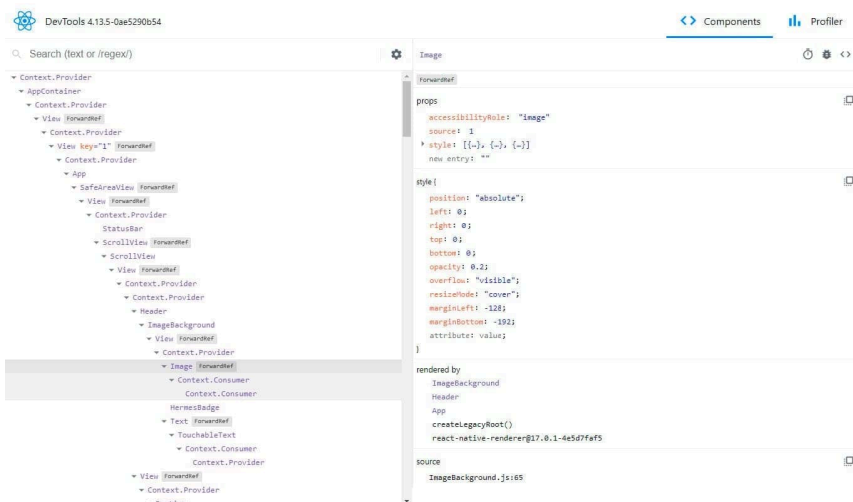 DevTools 4.13.5-0ae5290b54
Components
Profiler
Search (text or /regex/)
Context.Provider
AppContainer
Context.Provider
View ForwardRef
Context.Provider
View key="1" ForwardRef
Context.Provider
App
SafeAreaView ForwardRef
View ForwardRef
Context.Provider
StatusBar
ScrollView ForwardRef
ScrollView
View ForwardRef
Context.Provider
Context.Provider
Header
ImageBackground
View ForwardRef
Context.Provider
Image ForwardRef
Context.Consumer
Context.Consumer
HermesBadge
Text ForwardRef
TouchableText
Context.Consumer
Context.Provider
View ForwardRef
Context.Provider
Image
ForwardRef
props
accessibilityRole: "image"
source: 1
style: [{…}, {…}, {…}]
new entry: ""
style {
position: "absolute";
left: 0;
right: 0;
top: 0;
bottom: 0;
opacity: 0.2;
overflow: "visible";
resizeMode: "cover";
marginLeft: -128;
marginBottom: -192;
attribute: value;
}
rendered by
ImageBackground
Header
App
createLegacyRoot()
react-native-renderer@17.0.1-4e5d7faf5
source
ImageBackground.js:65